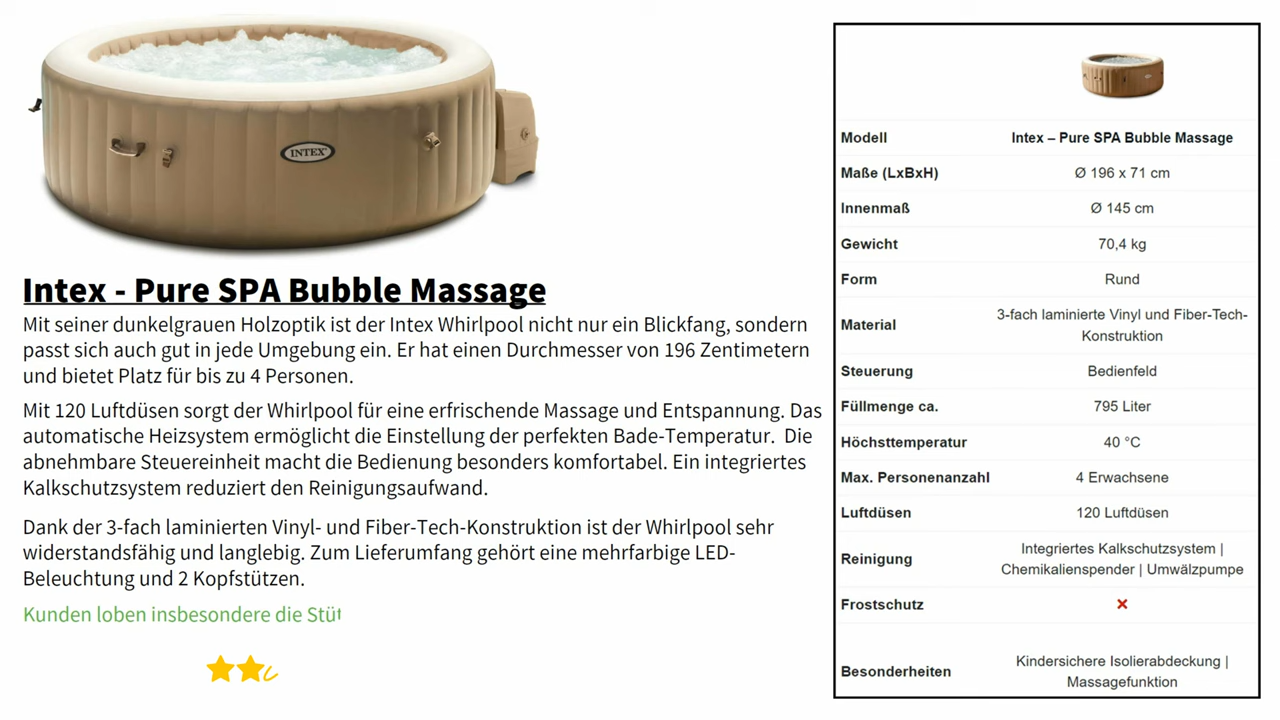 INTEX
Intex - Pure SPA Bubble Massage
Mit seiner dunkelgrauen Holzoptik ist der Intex Whirlpool nicht nur ein Blickfang, sondern
passt sich auch gut in jede Umgebung ein. Er hat einen Durchmesser von 196 Zentimetern
und bietet Platz für bis zu 4 Personen.
Mit 120 Luftdüsen sorgt der Whirlpool für eine erfrischende Massage und Entspannung. Das
automatische Heizsystem ermöglicht die Einstellung der perfekten Bade-Temperatur. Die
abnehmbare Steuereinheit macht die Bedienung besonders komfortabel. Ein integriertes
Kalkschutzsystem reduziert den Reinigungsaufwand.
Dank der 3-fach laminierten Vinyl- und Fiber-Tech-Konstruktion ist der Whirlpool sehr
widerstandsfähig und langlebig. Zum Lieferumfang gehört eine mehrfarbige LED-
Beleuchtung und 2 Kopfstützen.
Kunden loben insbesondere die Stü
Modell Intex – Pure SPA Bubble Massage
Maße (LxBxH) Ø 196 x 71 cm
Innenmaß Ø 145 cm
Gewicht 70,4 kg
Form Rund
Material 3-fach laminierte Vinyl und Fiber-Tech-
Konstruktion
Steuerung Bedienfeld
Füllmenge ca. 795 Liter
Höchsttemperatur 40 °C
Max. Personenanzahl 4 Erwachsene
Luftdüsen 120 Luftdüsen
Reinigung Integriertes Kalkschutzsystem |
Chemikalienspender | Umwälzpumpe
Frostschutz ❌
Besonderheiten Kindersichere Isolierabdeckung |
Massagefunktion